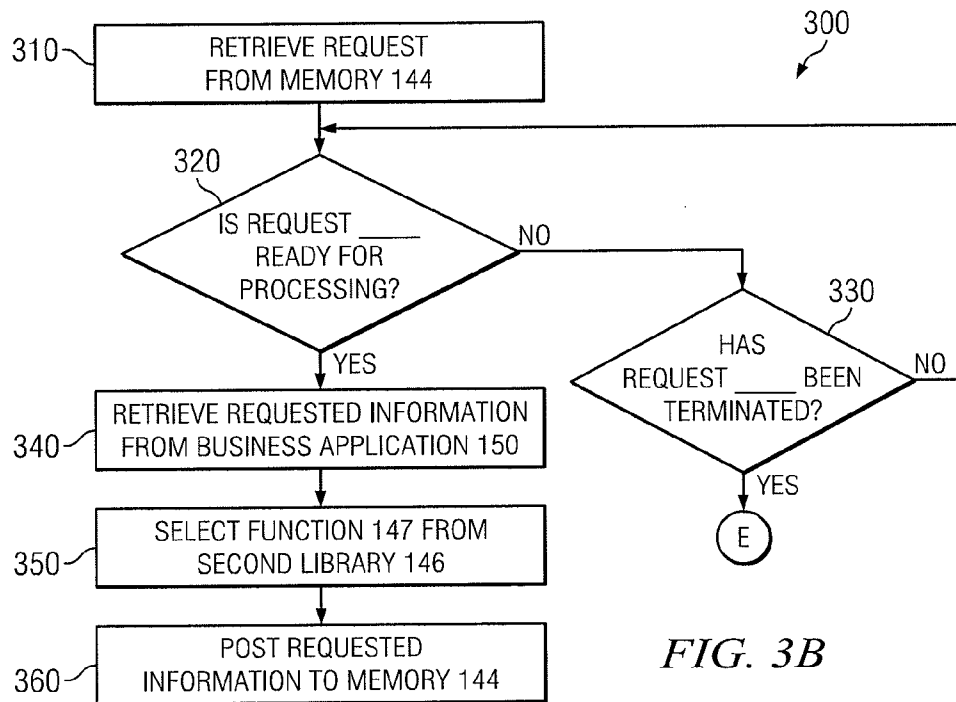 300
310
RETRIEVE REQUEST
FROM MEMORY 144
320
IS REQUEST ____
READY FOR
PROCESSING?
NO
YES
330
HAS
REQUEST ____ BEEN
TERMINATED?
NO
YES
E
340
RETRIEVE REQUESTED INFORMATION
FROM BUSINESS APPLICATION 150
350
SELECT FUNCTION 147 FROM
SECOND LIBRARY 146
360
POST REQUESTED
INFORMATION TO MEMORY 144
FIG. 3B